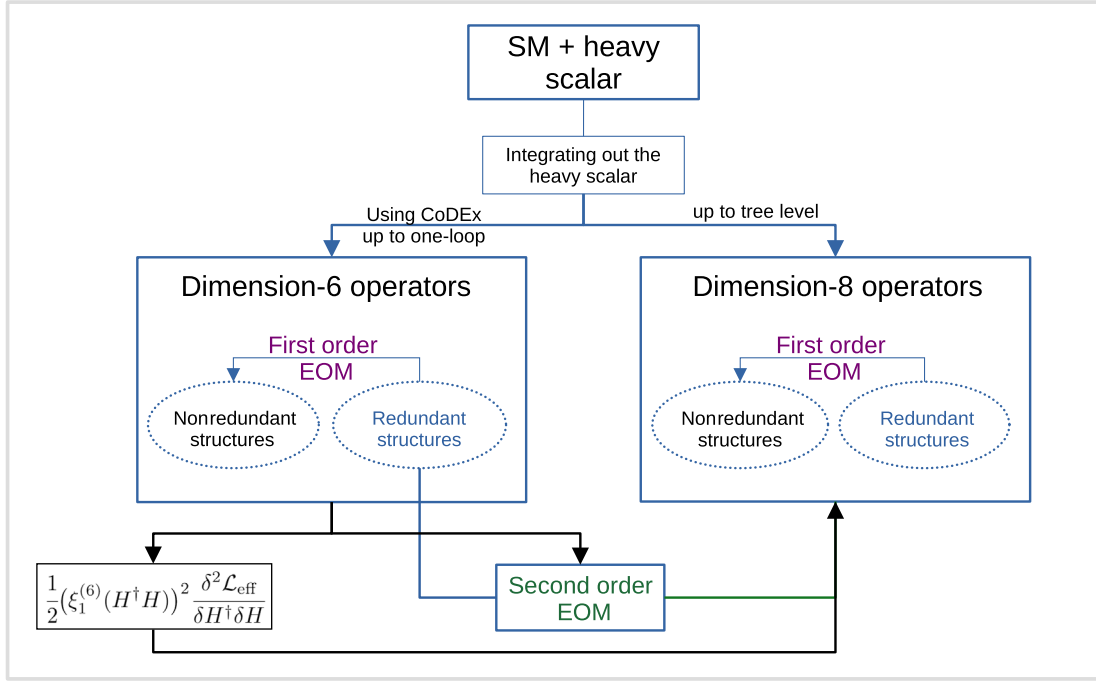 SM + heavy
scalar
Integrating out the
heavy scalar
Using CoDEx
up to one-loop
up to tree level
Dimension-6 operators
First order
EOM
Nonredundant
structures
Redundant
structures
Dimension-8 operators
First order
EOM
Nonredundant
structures
Redundant
structures
\frac{1}{2}\big(\xi_1^{(6)}(H^\dagger H)\big)^2 \frac{\delta^2 \mathcal{L}_{\text{eff}}}{\delta H^\dagger \delta H}
Second order
EOM